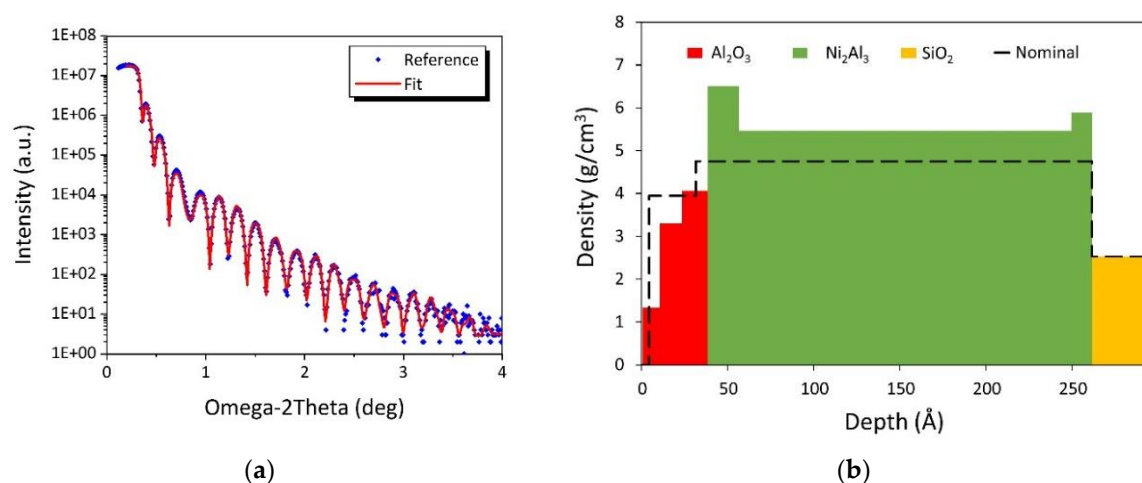 1E+08
1E+07
1E+06
1E+05
1E+04
1E+03
1E+02
1E+01
1E+00
Intensity (a.u.)
Reference
Fit
0 1 2 3 4
Omega-2Theta (deg)
(a)
8
7
6
5
4
3
2
1
0
Density (g/cm³)
Al₂O₃ Ni₂Al₃ SiO₂ Nominal
0 50 100 150 200 250
Depth (Å)
(b)